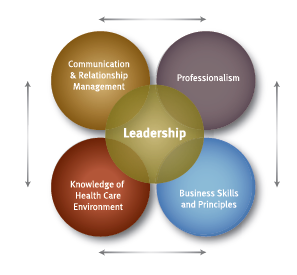 Communication
& Relationship
Management
Professionalism
Leadership
Knowledge of
Health Care
Environment
Business Skills
and Principles